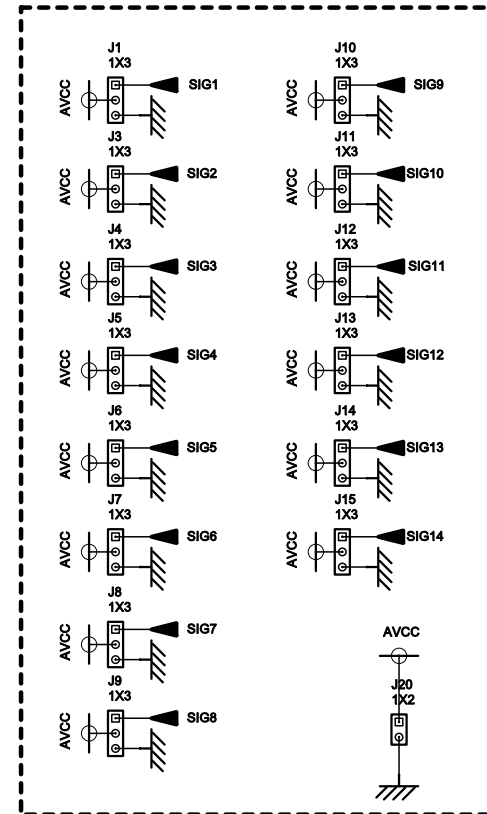 J1
1X3
AVCC
SIG1
J3
1X3
AVCC
SIG2
J4
1X3
AVCC
SIG3
J5
1X3
AVCC
SIG4
J6
1X3
AVCC
SIG5
J7
1X3
AVCC
SIG6
J8
1X3
AVCC
SIG7
J9
1X3
AVCC
SIG8
J10
1X3
AVCC
SIG9
J11
1X3
AVCC
SIG10
J12
1X3
AVCC
SIG11
J13
1X3
AVCC
SIG12
J14
1X3
AVCC
SIG13
J15
1X3
AVCC
SIG14
AVCC
J20
1X2